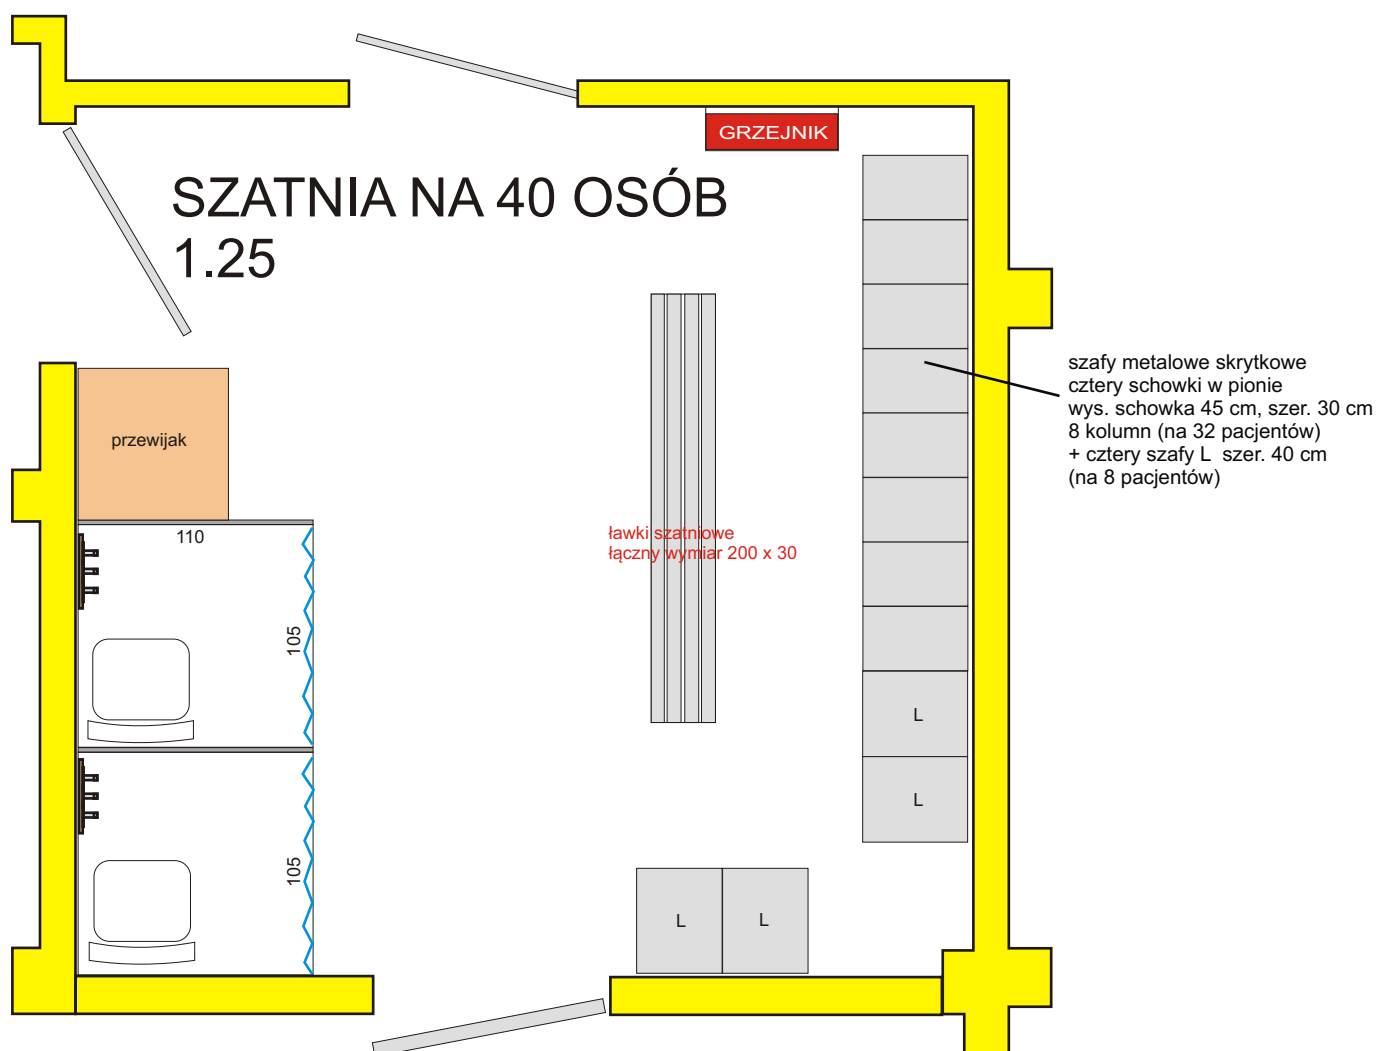 GRZEJNIK
SZATNIA NA 40 OSÓB
1.25
szafy metalowe skrytkowe
cztery schowki w pionie
wys. schowka 45 cm, szer. 30 cm
8 kolumn (na 32 pacjentów)
+ cztery szafy L szer. 40 cm
(na 8 pacjentów)
przewijak
110
ławki szatniowe
łączny wymiar 200 x 30
105
L
L
105
L
L